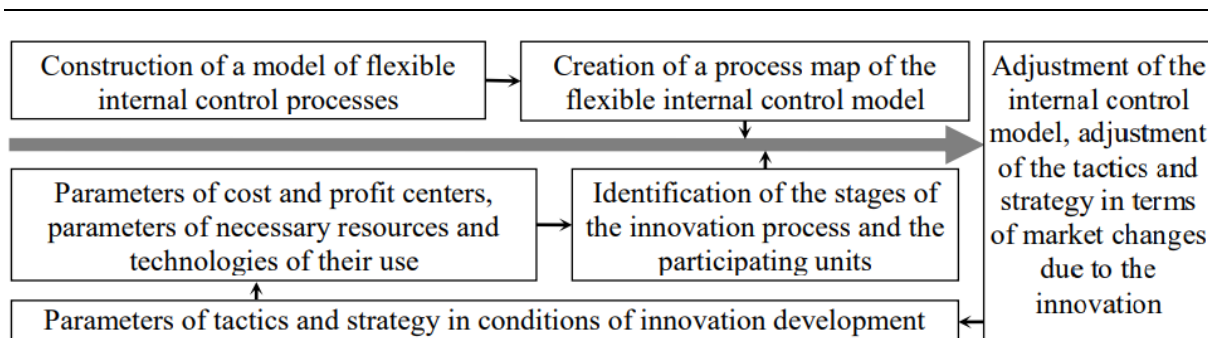 Construction of a model of flexible
internal control processes
Creation of a process map of the
flexible internal control model
Adjustment of the
internal control
model, adjustment
of the tactics and
strategy in terms
of market changes
due to the
innovation
Parameters of cost and profit centers,
parameters of necessary resources and
technologies of their use
Identification of the stages of
the innovation process and the
participating units
Parameters of tactics and strategy in conditions of innovation development